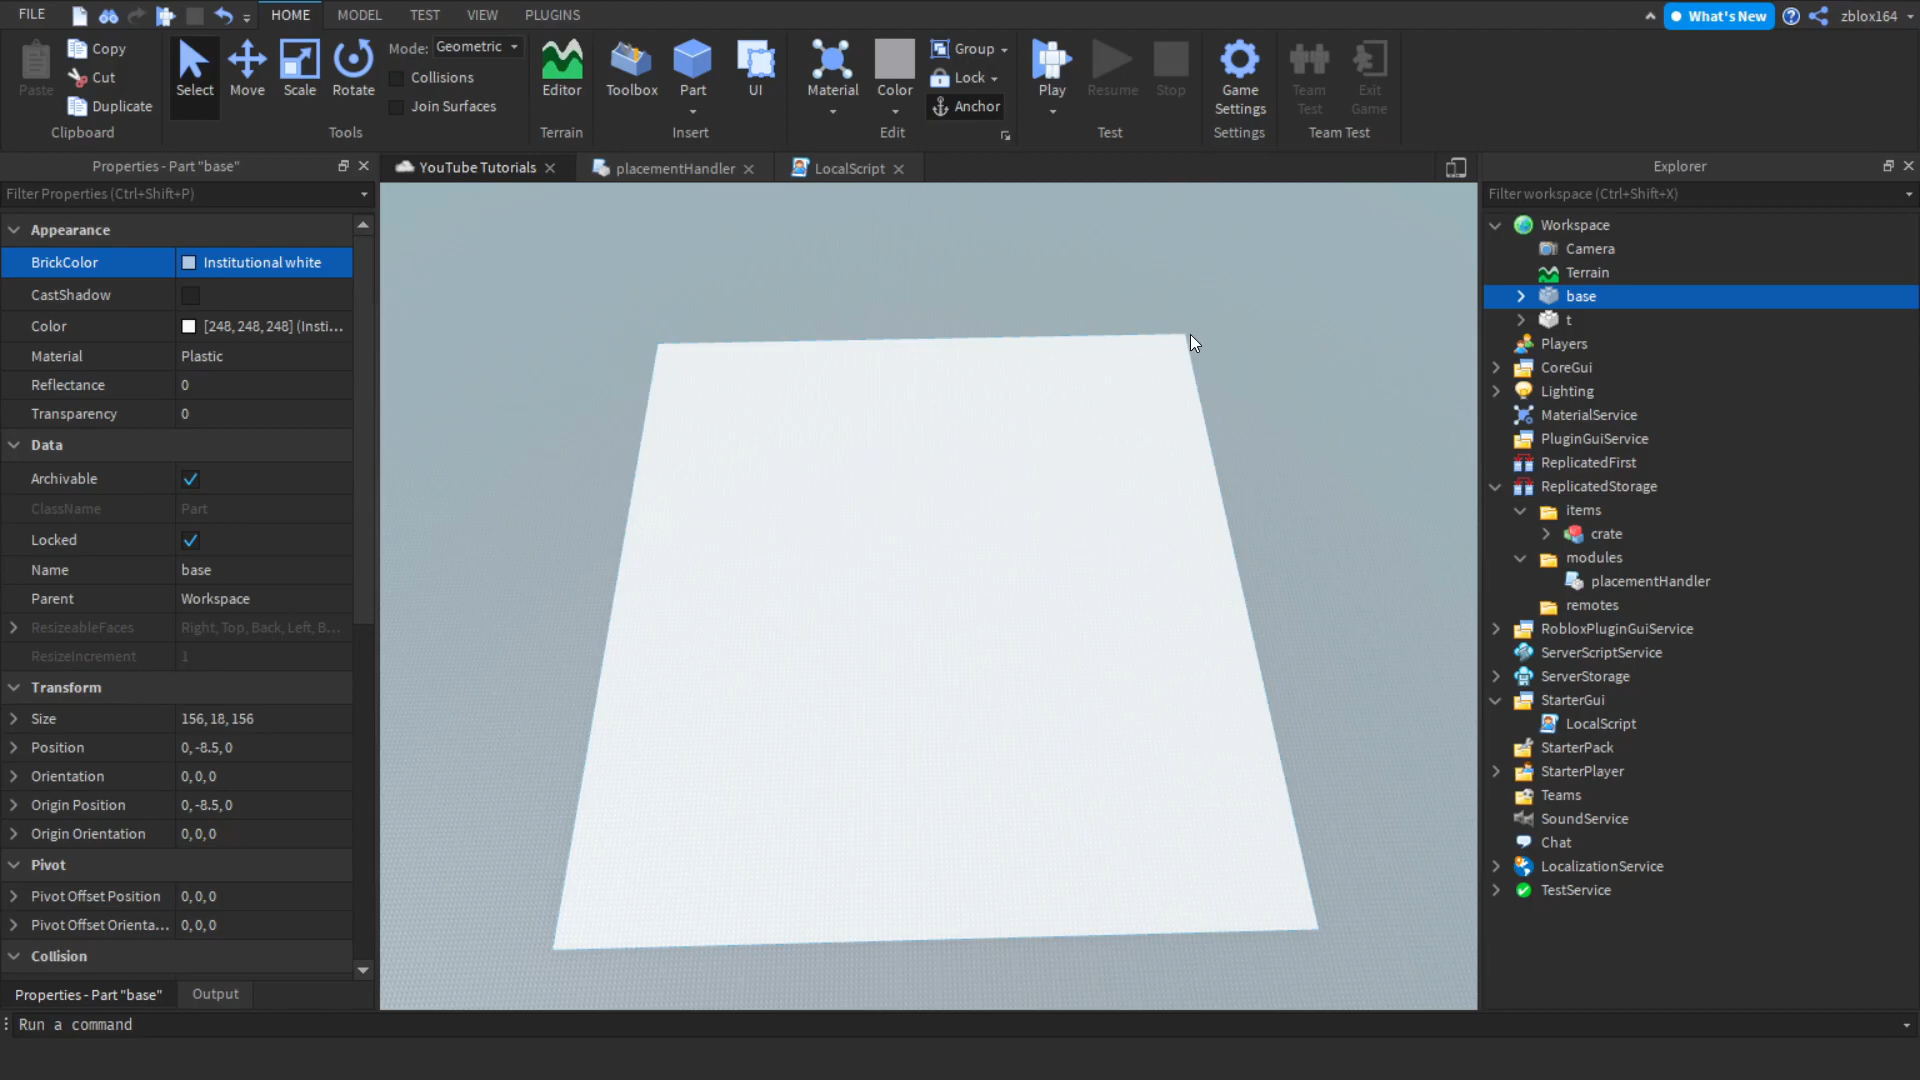 FILE
HOME
MODEL
TEST
VIEW
PLUGINS
What's New
zblox164
Paste
Copy
Cut
Duplicate
Clipboard
Select
Move
Scale
Rotate
Mode:
Geometric
Collisions
Join Surfaces
Tools
Editor
Terrain
Toolbox
Part
UI
Insert
Material
Color
Group
Lock
Anchor
Edit
Play
Resume
Stop
Test
Game
Settings
Settings
Team
Test
Exit
Game
Team Test
Properties - Part "base"
Filter Properties (Ctrl+Shift+P)
Appearance
BrickColor Institutional white
CastShadow
Color [248, 248, 248] (Insti...
Material Plastic
Reflectance 0
Transparency 0
Data
Archivable
ClassName Part
Locked
Name base
Parent Workspace
ResizeableFaces Right, Top, Back, Left, B...
ResizeIncrement 1
Transform
Size 156, 18, 156
Position 0, -8.5, 0
Orientation 0, 0, 0
Origin Position 0, -8.5, 0
Origin Orientation 0, 0, 0
Pivot
Pivot Offset Position 0, 0, 0
Pivot Offset Orienta... 0, 0, 0
Collision
Properties - Part "base"
Output
Run a command
YouTube Tutorials
placementHandler
LocalScript
Explorer
Filter workspace (Ctrl+Shift+X)
Workspace
Camera
Terrain
base
t
Players
CoreGui
Lighting
MaterialService
PluginGuiService
ReplicatedFirst
ReplicatedStorage
items
crate
modules
placementHandler
remotes
RobloxPluginGuiService
ServerScriptService
ServerStorage
StarterGui
LocalScript
StarterPack
StarterPlayer
Teams
SoundService
Chat
LocalizationService
TestService